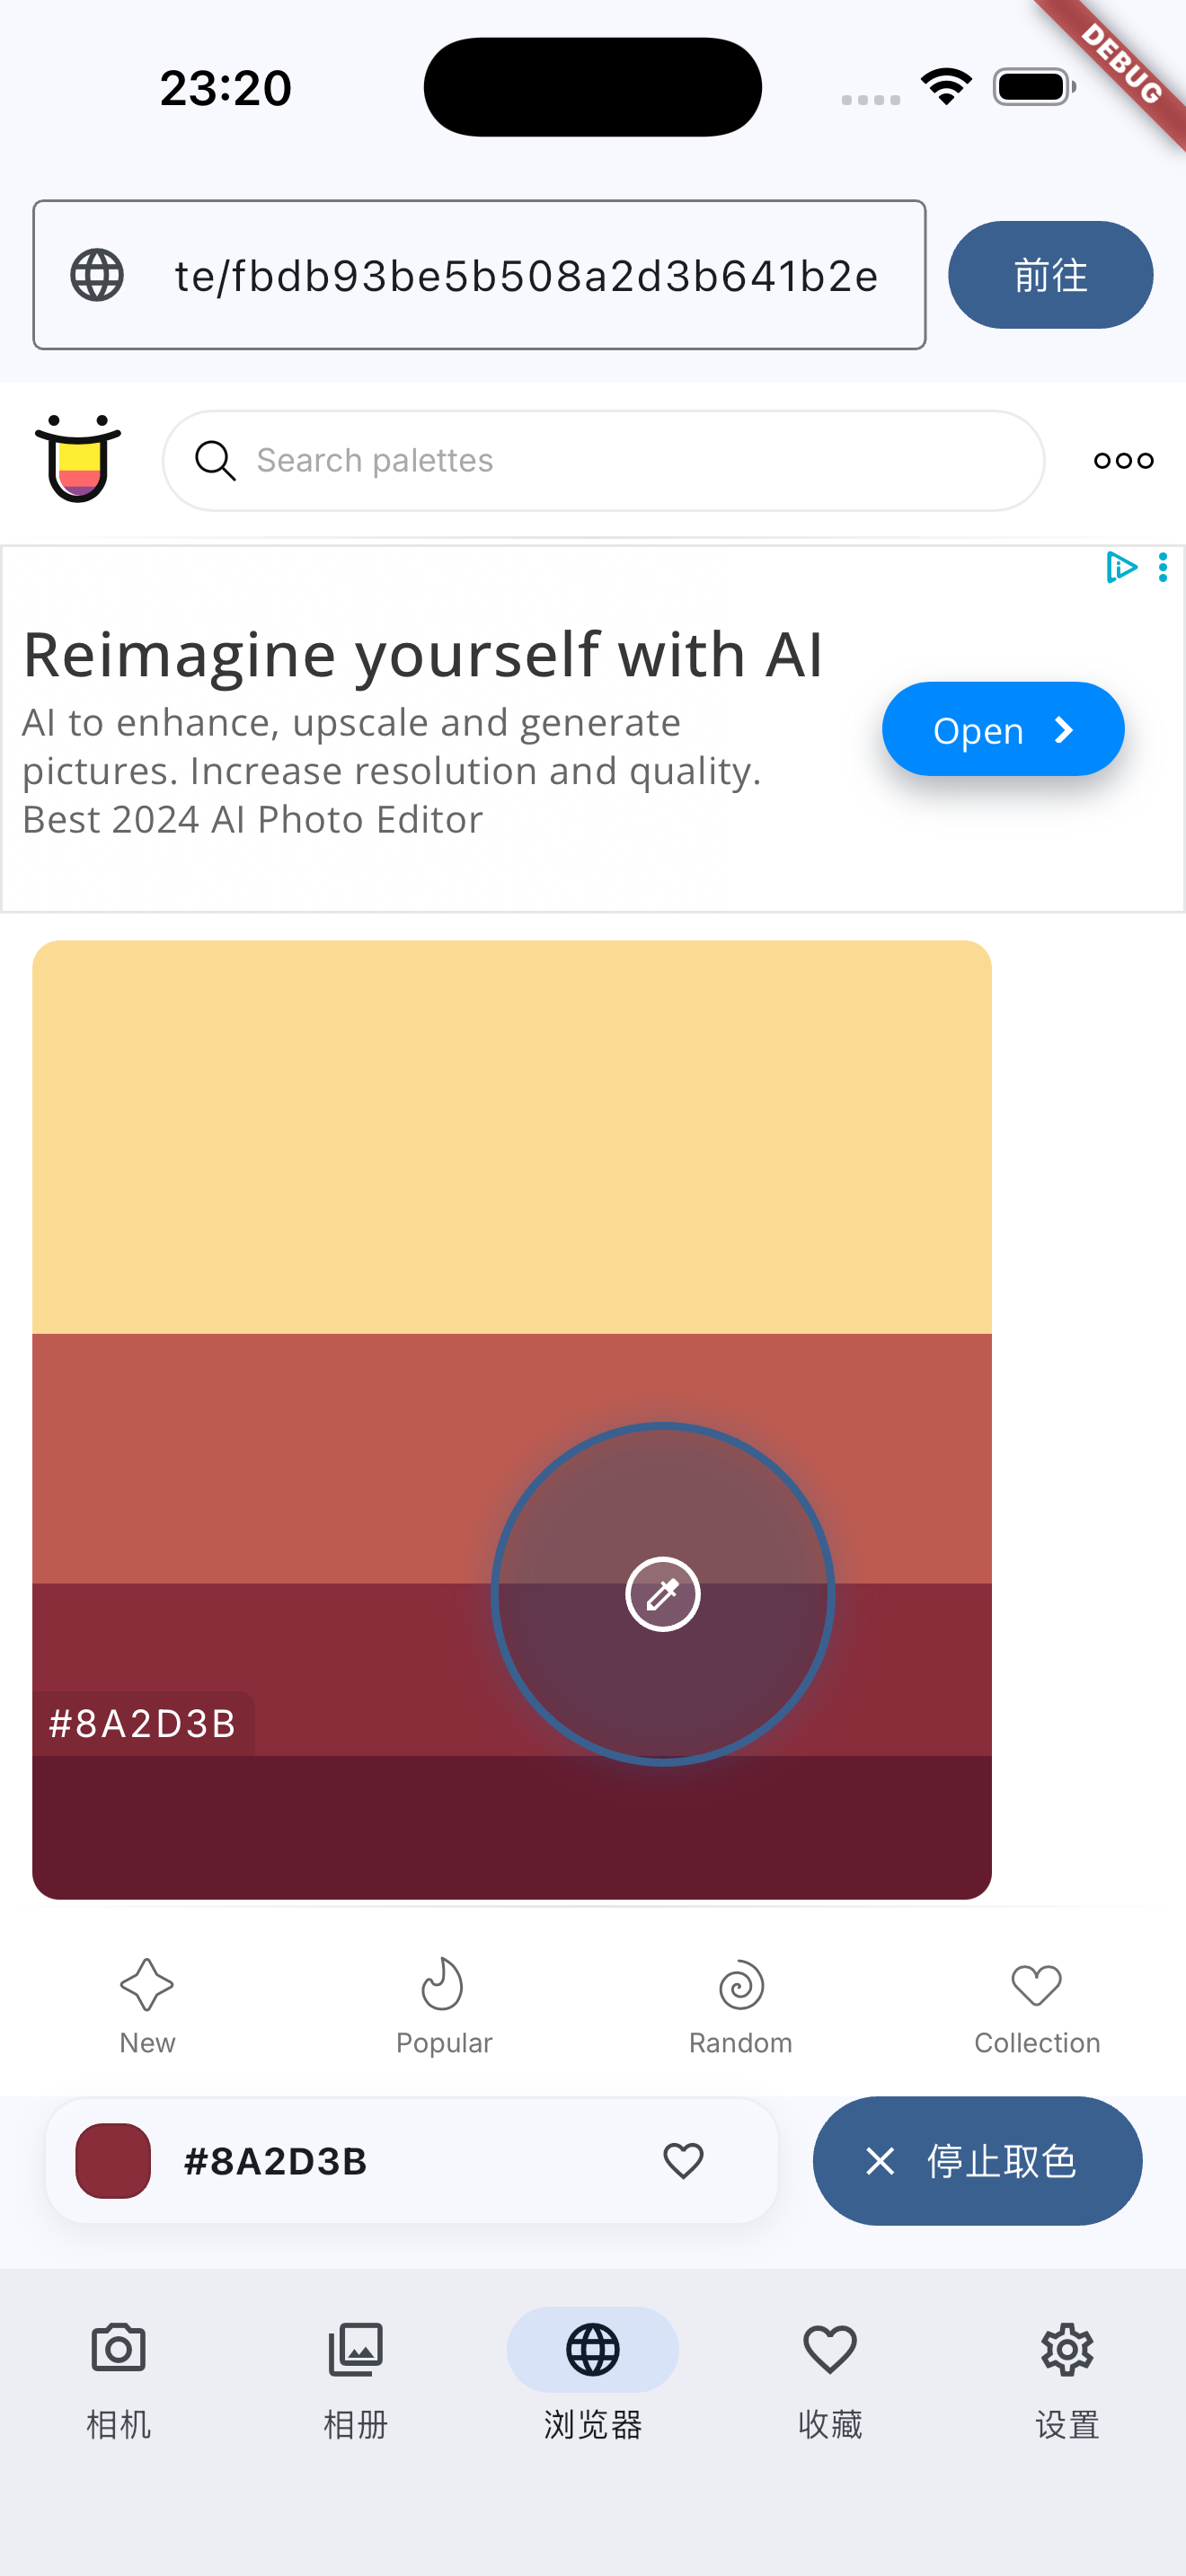 23:20
DEBUG
te/fbdb93be5b508a2d3b641b2e
前往
Search palettes
Reimagine yourself with AI
AI to enhance, upscale and generate
pictures. Increase resolution and quality.
Best 2024 AI Photo Editor
Open
#8A2D3B
New
Popular
Random
Collection
#8A2D3B
停止取色
相机
相册
浏览器
收藏
设置